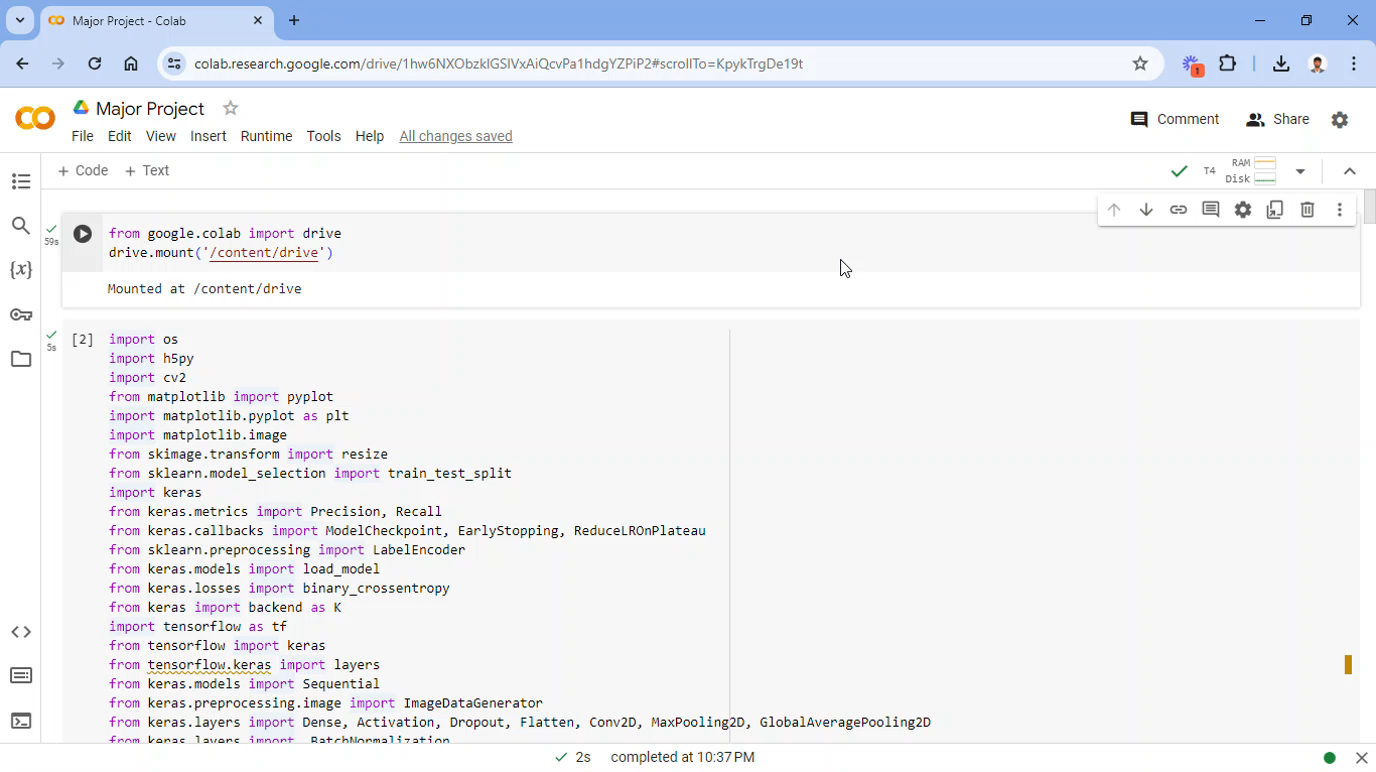 Major Project - Colab
colab.research.google.com/drive/1hw6NXObzkIGSIVxAiQcvPa1hdgYZPiP2#scrollTo=KpykTrgDe19t
1
Major Project
File Edit View Insert Runtime Tools Help All changes saved
Comment Share
+ Code + Text
T4 RAM
Disk
59s
from google.colab import drive
drive.mount('/content/drive')
Mounted at /content/drive
{x}
5s
[2] import os
import h5py
import cv2
from matplotlib import pyplot
import matplotlib.pyplot as plt
import matplotlib.image
from skimage.transform import resize
from sklearn.model_selection import train_test_split
import keras
from keras.metrics import Precision, Recall
from keras.callbacks import ModelCheckpoint, EarlyStopping, ReduceLROnPlateau
from sklearn.preprocessing import LabelEncoder
from keras.models import load_model
from keras.losses import binary_crossentropy
from keras import backend as K
import tensorflow as tf
from tensorflow import keras
from tensorflow.keras import layers
from keras.models import Sequential
from keras.preprocessing.image import ImageDataGenerator
from keras.layers import Dense, Activation, Dropout, Flatten, Conv2D, MaxPooling2D, GlobalAveragePooling2D
from keras.layers import BatchNormalization
2s completed at 10:37 PM